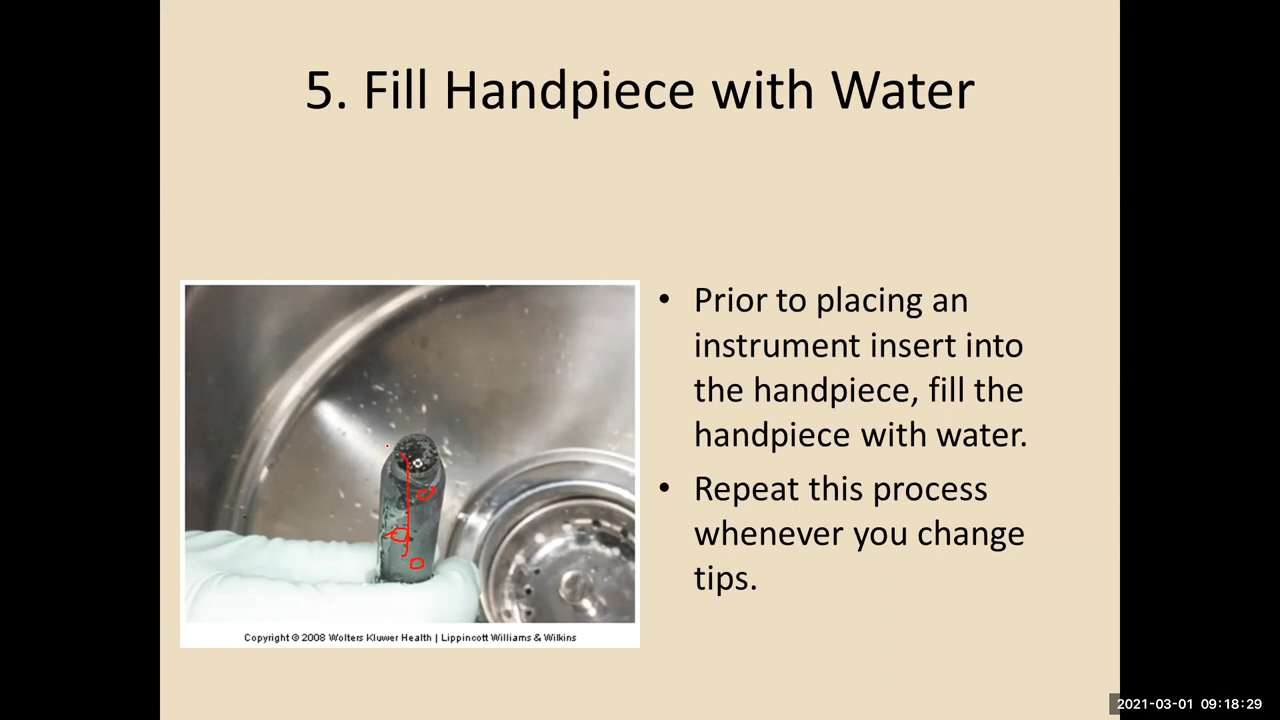 5. Fill Handpiece with Water
• Prior to placing an
instrument insert into
the handpiece, fill the
handpiece with water.
• Repeat this process
whenever you change
tips.
Copyright © 2008 Wolters Kluwer Health | Lippincott Williams & Wilkins
2021-03-01 09:18:29